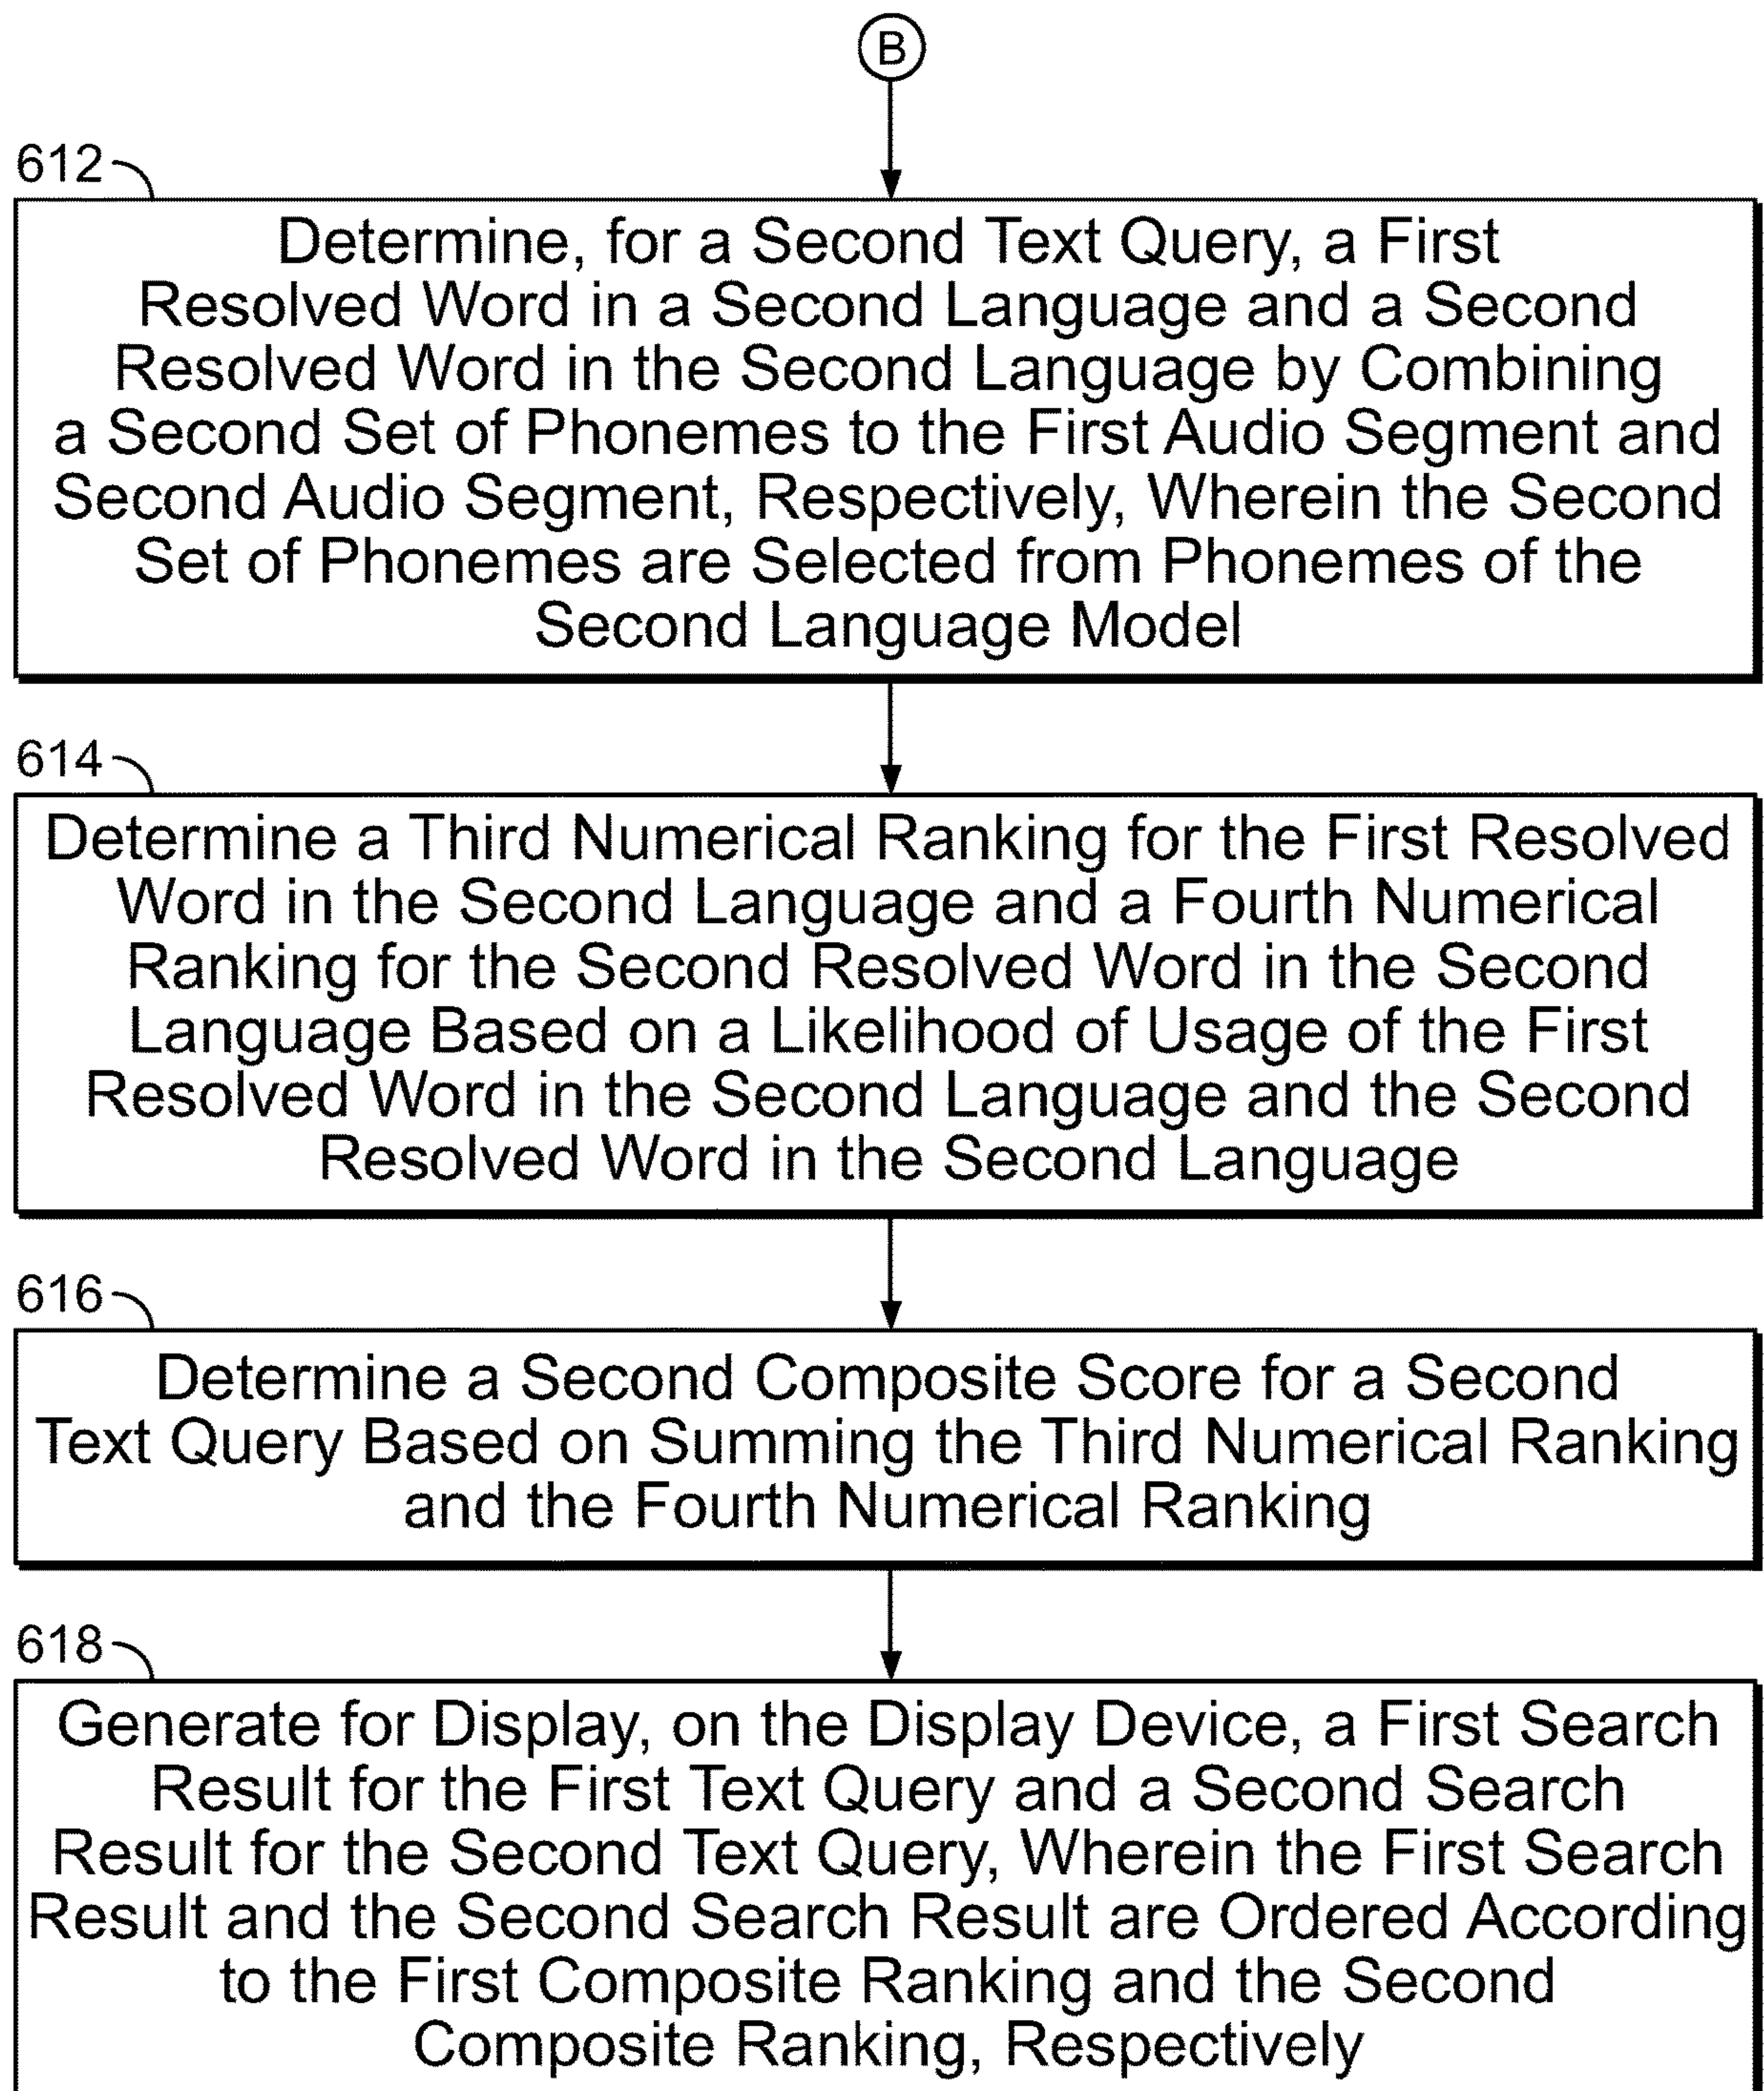 B
612
Determine, for a Second Text Query, a First
Resolved Word in a Second Language and a Second
Resolved Word in the Second Language by Combining
a Second Set of Phonemes to the First Audio Segment and
Second Audio Segment, Respectively, Wherein the Second
Set of Phonemes are Selected from Phonemes of the
Second Language Model
614
Determine a Third Numerical Ranking for the First Resolved
Word in the Second Language and a Fourth Numerical
Ranking for the Second Resolved Word in the Second
Language Based on a Likelihood of Usage of the First
Resolved Word in the Second Language and the Second
Resolved Word in the Second Language
616
Determine a Second Composite Score for a Second
Text Query Based on Summing the Third Numerical Ranking
and the Fourth Numerical Ranking
618
Generate for Display, on the Display Device, a First Search
Result for the First Text Query and a Second Search
Result for the Second Text Query, Wherein the First Search
Result and the Second Search Result are Ordered According
to the First Composite Ranking and the Second
Composite Ranking, Respectively